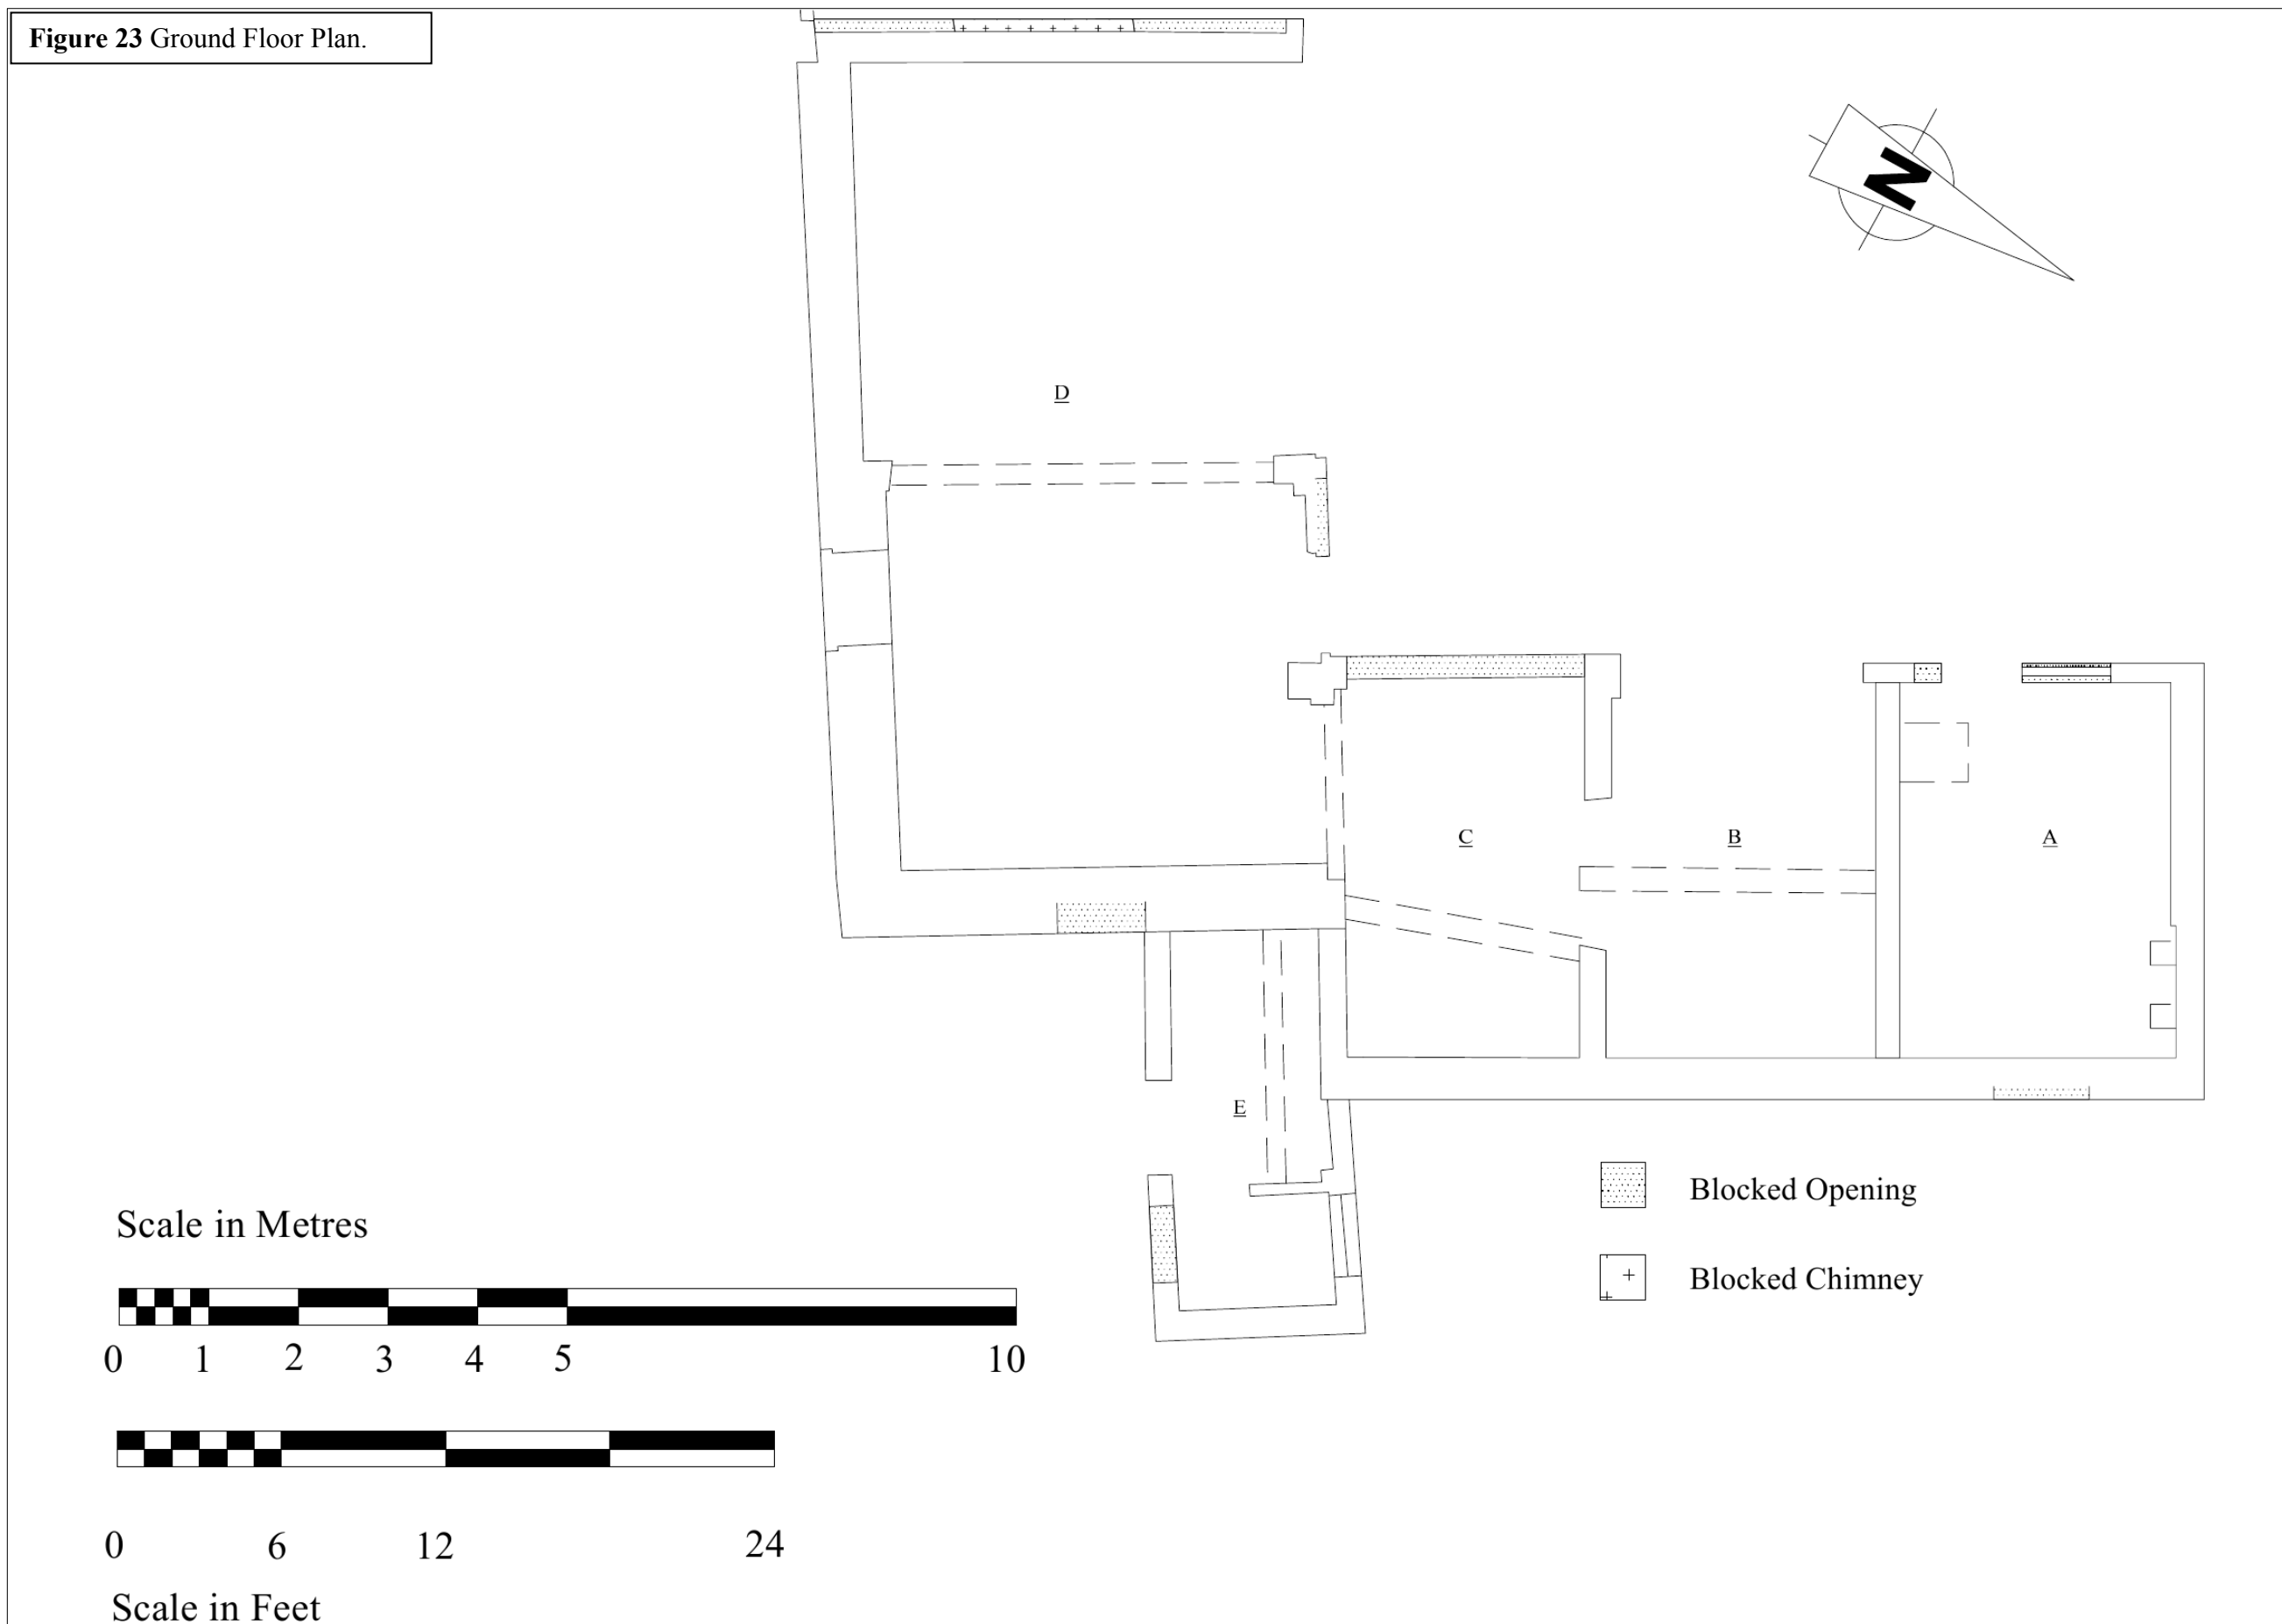 Figure 23 Ground Floor Plan.
N
D
C
B
A
E
Blocked Opening
Blocked Chimney
Scale in Metres
0 1 2 3 4 5 10
0 6 12 24
Scale in Feet